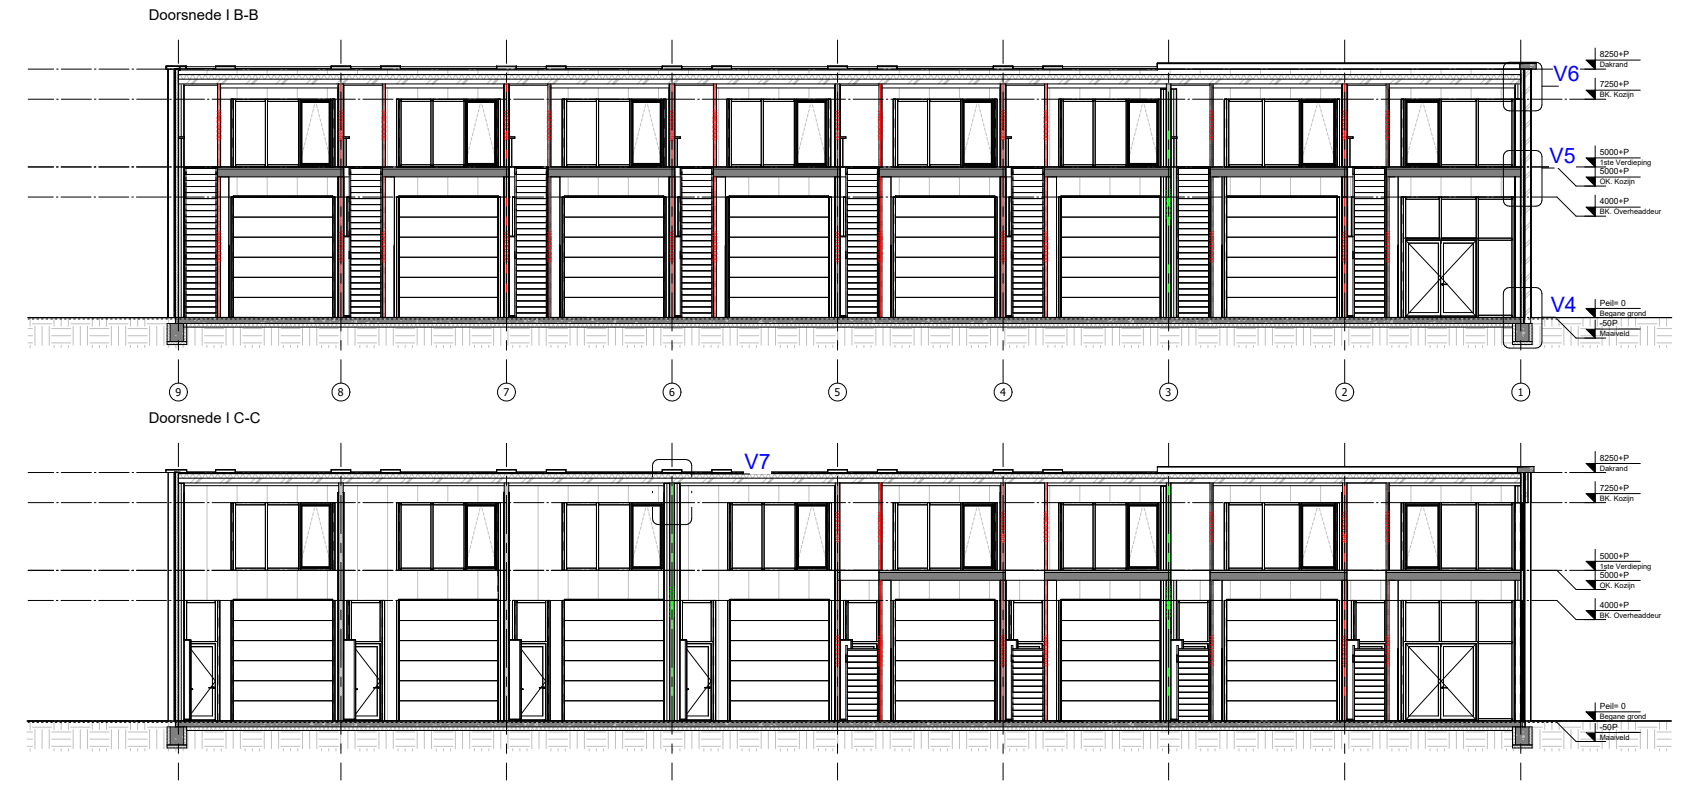 Doorsnede I B-B
8250+P
Dakrand
V6
7250+P
BK. Kozijn
V5
5000+P
1ste Verdieping
5000+P
OK. Kozijn
4000+P
BK. Overheaddeur
V4
Peil= 0
Begane grond
-50P
Maaiveld
9 8 7 6 5 4 3 2 1
Doorsnede I C-C
V7
8250+P
Dakrand
7250+P
BK. Kozijn
5000+P
1ste Verdieping
5000+P
OK. Kozijn
4000+P
BK. Overheaddeur
Peil= 0
Begane grond
-50P
Maaiveld